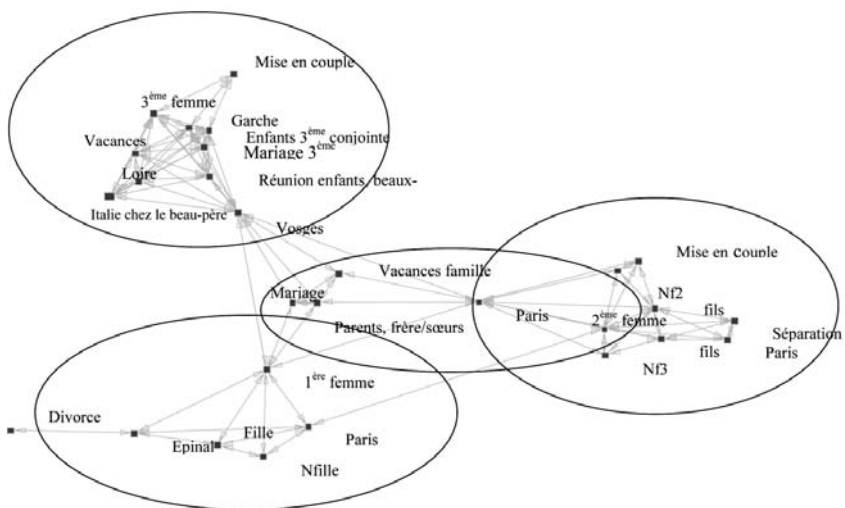 Mise en couple
3ème femme
Garche
Enfants 3ème conjointe
Vacances
Mariage 3ème
Loire
Réunion enfants, beaux-
Italie chez le beau-père
Vosges
Mise en couple
Vacances famille
Nf2
Mariage
Paris
fils
2ème femme
Parents, frère/sœurs
Séparation
fils
Paris
Nf3
1ère femme
Divorce
Fille
Paris
Epinal
Nfille